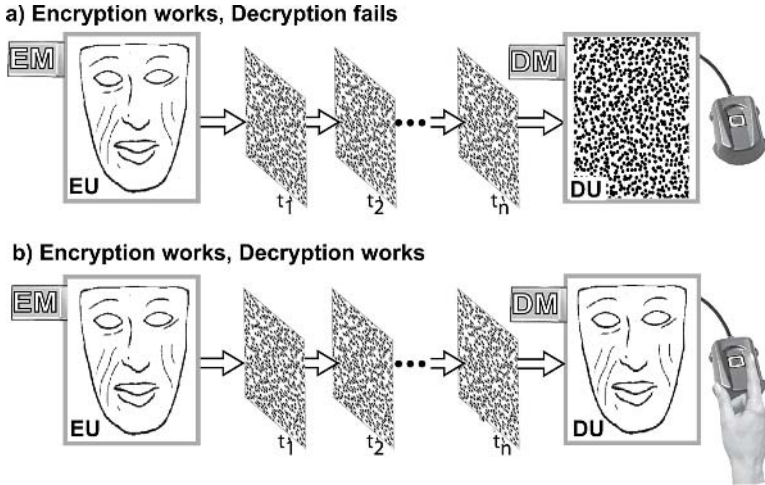 a) Encryption works, Decryption fails
EM
DM
EU
DU
t1
t2
tn
b) Encryption works, Decryption works
EM
DM
EU
DU
t1
t2
tn